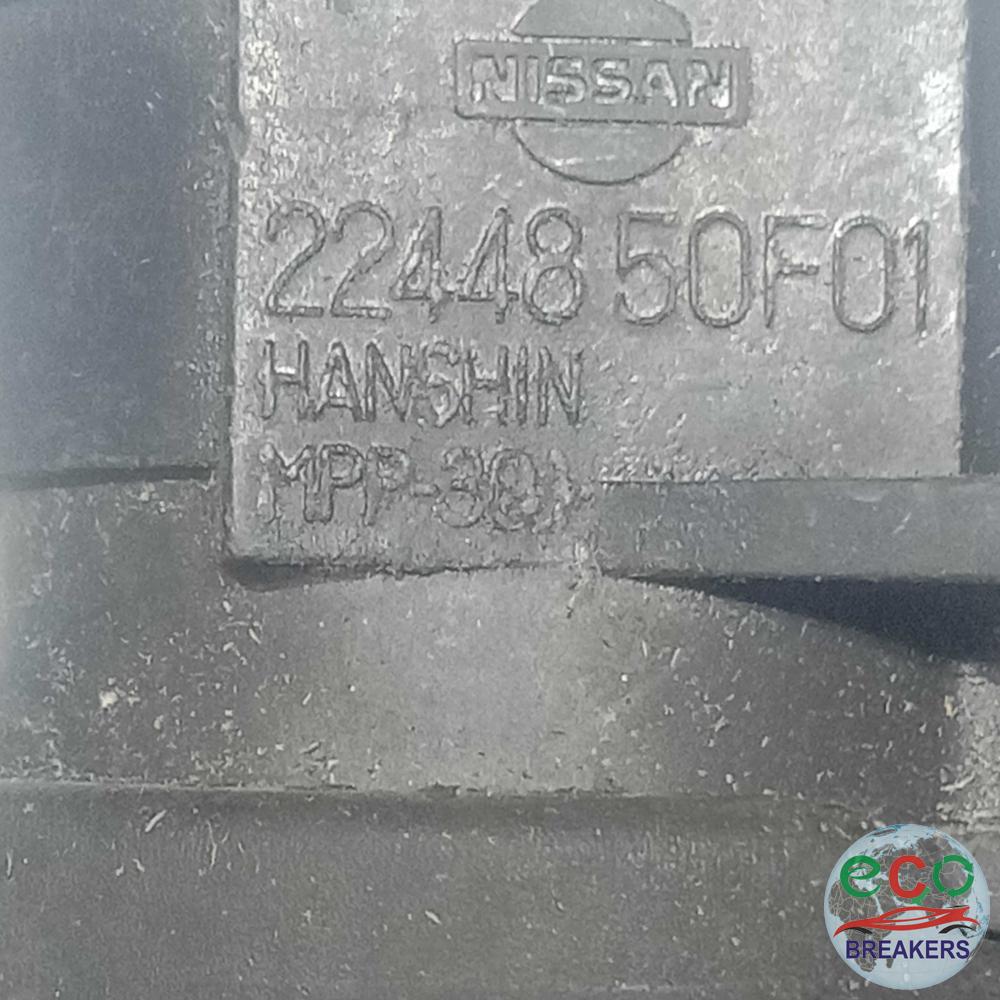 NISSAN
22448 50F01
HANSHIN
eco
BREAKERS